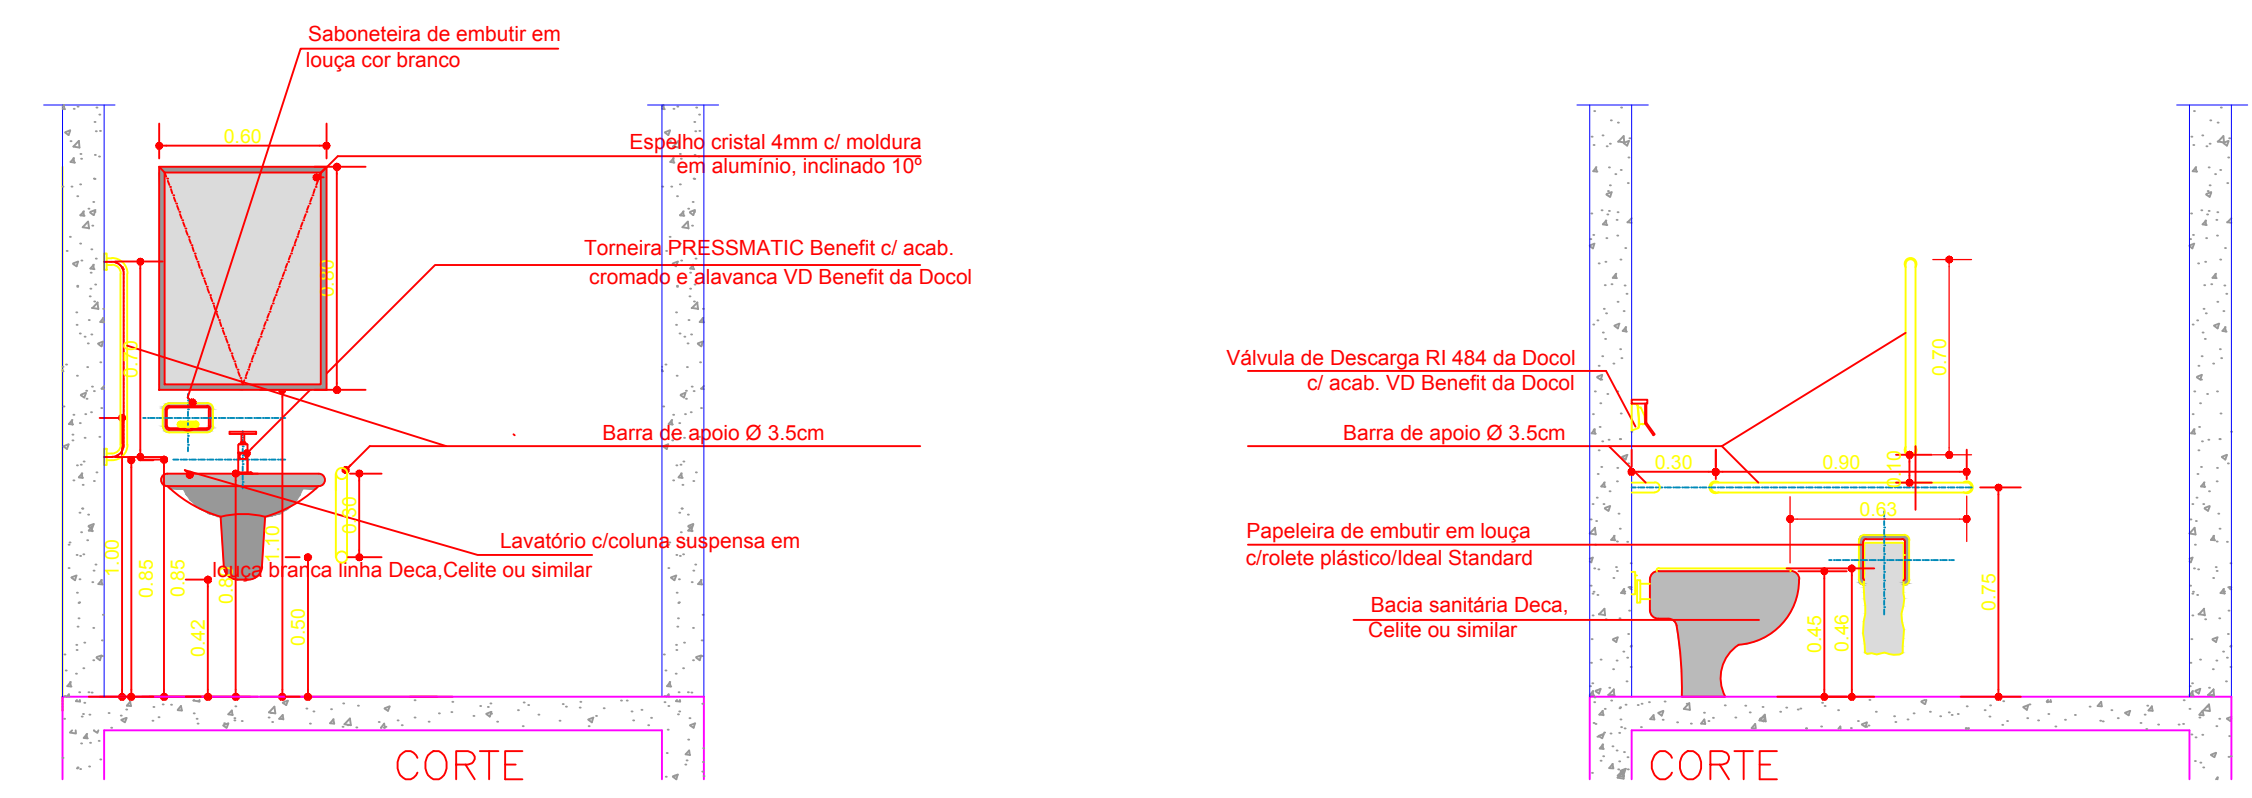 Saboneteira de embutir em
louça cor branco
0.60
Espelho cristal 4mm c/ moldura
em alumínio, inclinado 10º
Torneira PRESSMATIC Benefit c/ acab.
cromado e alavanca VD Benefit da Docol
0.70
Barra de apoio Ø 3.5cm
0.30
Lavatório c/coluna suspensa em
louça branca linha Deca,Celite ou similar
1.00
0.85
0.85
0.42
1.10
0.50
CORTE
Válvula de Descarga RI 484 da Docol
c/ acab. VD Benefit da Docol
0.70
Barra de apoio Ø 3.5cm
0.30
0.90
0.10
0.63
Papeleira de embutir em louça
c/rolete plástico/Ideal Standard
Bacia sanitária Deca,
Celite ou similar
0.45
0.46
0.75
CORTE